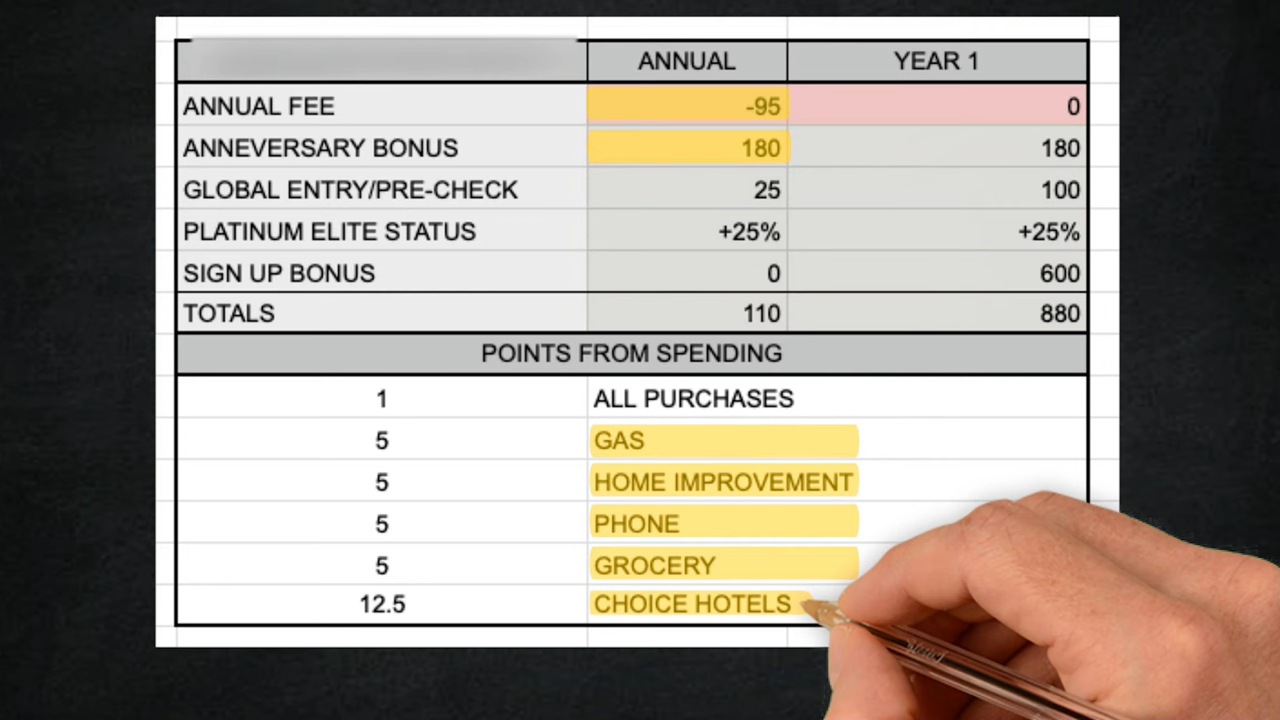 ANNUAL YEAR 1
ANNUAL FEE -95 0
ANNEVERSARY BONUS 180 180
GLOBAL ENTRY/PRE-CHECK 25 100
PLATINUM ELITE STATUS +25% +25%
SIGN UP BONUS 0 600
TOTALS 110 880
POINTS FROM SPENDING
1 ALL PURCHASES
5 GAS
5 HOME IMPROVEMENT
5 PHONE
5 GROCERY
12.5 CHOICE HOTELS